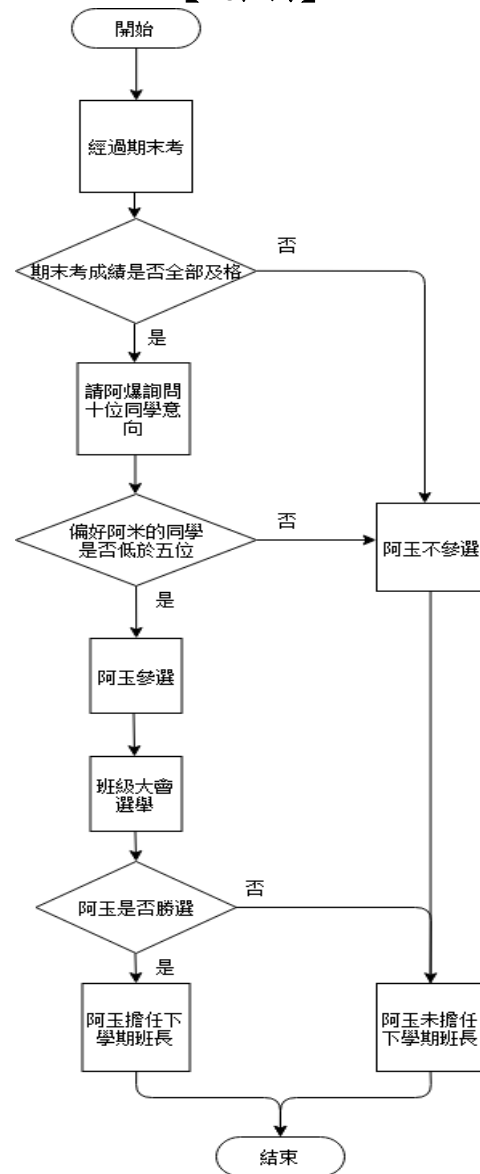 開始
經過期末考
期末考成績是否全部及格
否
是
請阿爆詢問
十位同學意
向
偏好阿米的同學
是否低於五位
否
阿玉不參選
是
阿玉參選
班級大會
選舉
阿玉是否勝選
否
是
阿玉擔任下
學期班長
阿玉未擔任
下學期班長
結束